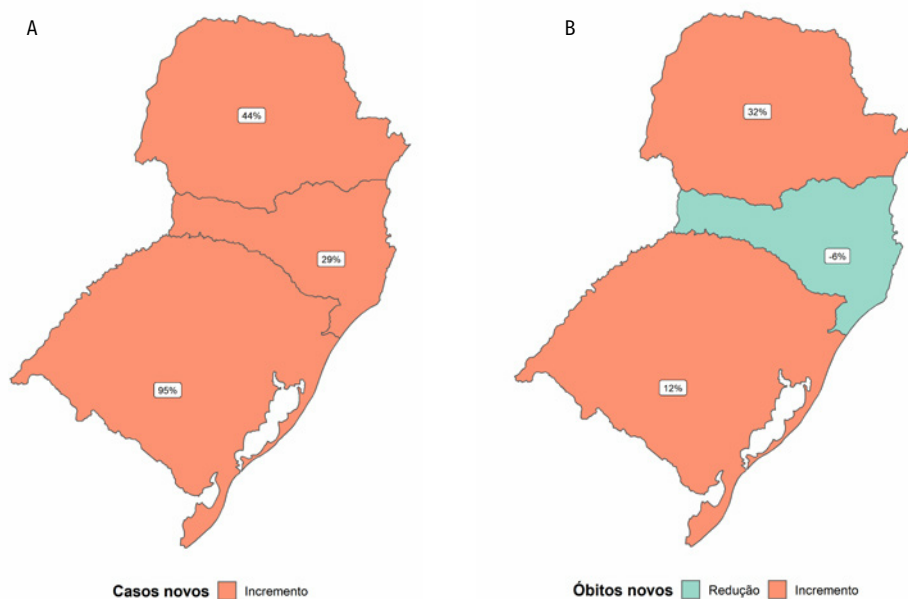 A
44%
29%
95%
Casos novos Incremento
B
32%
-6%
12%
Óbitos novos Redução Incremento